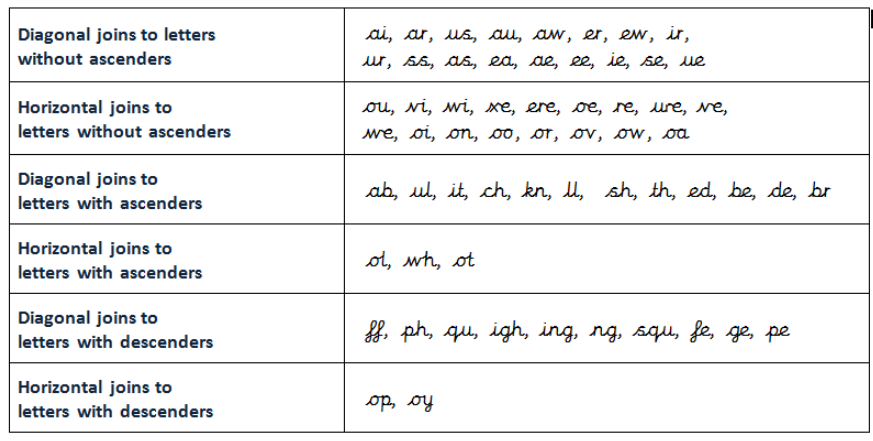 Diagonal joins to letters
without ascenders
ai, ar, us, au, aw, er, ew, ir,
ur, ss, as, ea, ae, ee, ie, se, ue
Horizontal joins to
letters without ascenders
ou, vi, wi, xe, ere, oe, re, ure, ve,
we, oi, on, oo, or, ov, ow, oa
Diagonal joins to
letters with ascenders
ab, ul, it, ch, kn, ll, sh, th, ed, be, de, br
Horizontal joins to
letters with ascenders
ol, wh, ot
Diagonal joins to
letters with descenders
ff, ph, qu, igh, ing, ng, squ, fe, ge, pe
Horizontal joins to
letters with descenders
op, oy